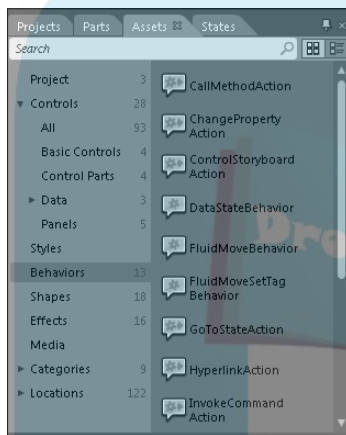 Projects Parts Assets States
Search
Project 3
Controls 28
All 93
Basic Controls 4
Control Parts 4
Data 3
Panels 5
Styles
Behaviors 13
Shapes 18
Effects 16
Media
Categories 9
Locations 122
CallMethodAction
ChangeProperty
Action
ControlStoryboard
Action
DataStateBehavior
FluidMoveBehavior
FluidMoveSetTag
Behavior
GoToStateAction
HyperlinkAction
InvokeCommand
Action
Dro